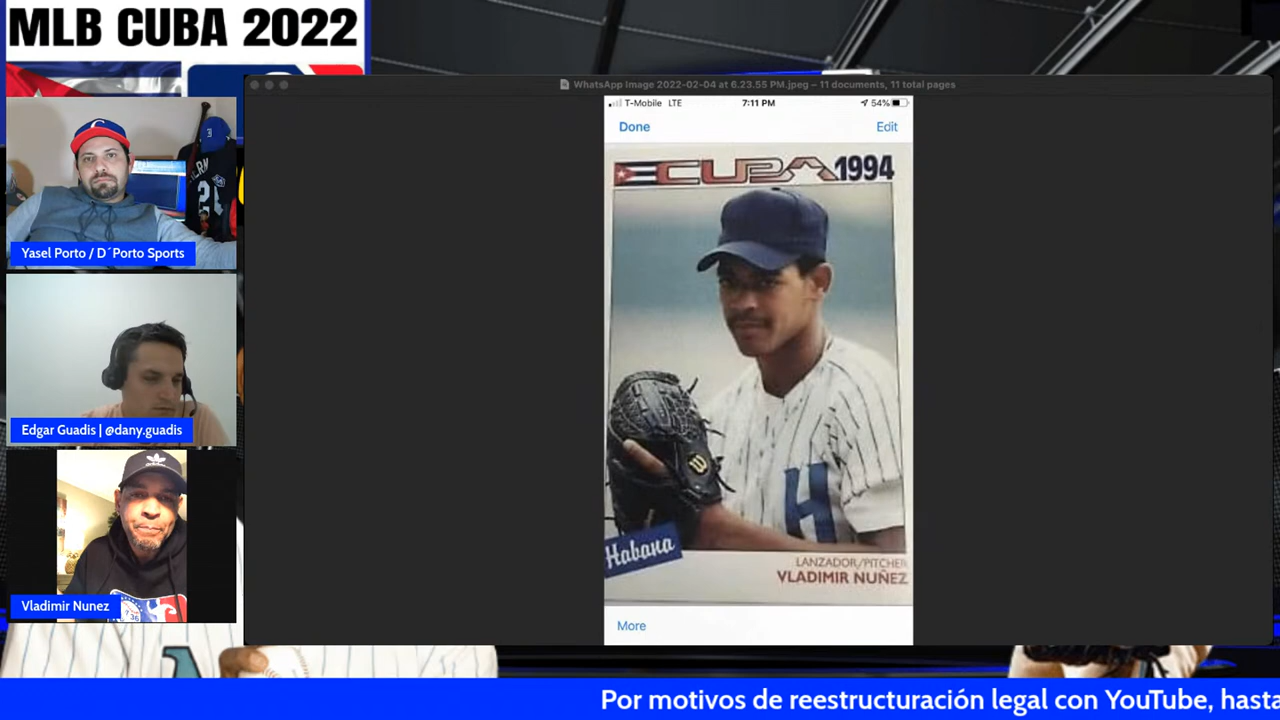 MLB CUBA 2022
WhatsApp Image 2022-02-04 at 6.23.55 PM.jpeg – 11 documents, 11 total pages
T-Mobile LTE 7:11 PM 54%
Done Edit
CUBA 1994
Yasel Porto / D´Porto Sports
Edgar Guadis | @dany.guadis
Habana
LANZADOR/PITCHER
VLADIMIR NUÑEZ
Vladimir Nunez
More
Por motivos de reestructuración legal con YouTube, hasta